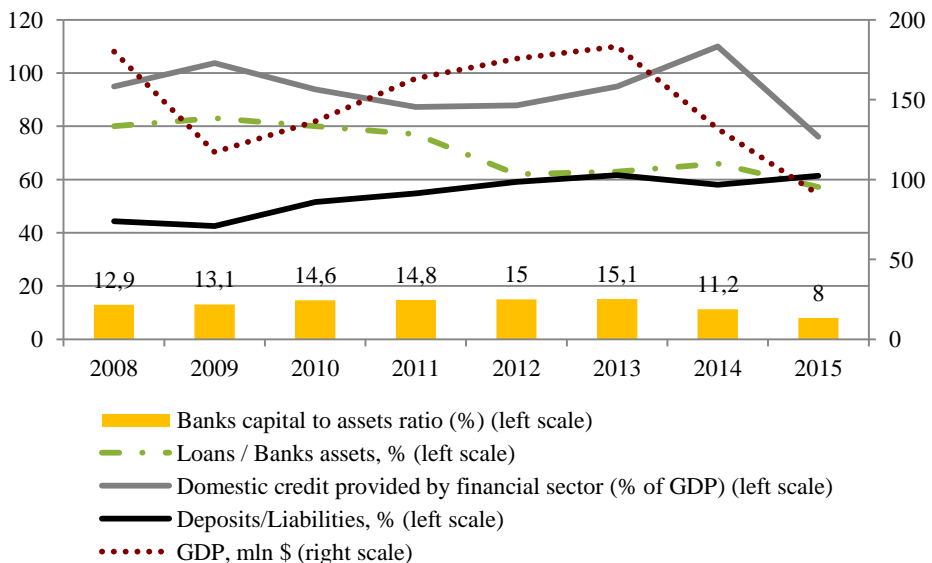 120 200
100 150
80
60 100
40
50
20
0 0
12,9 13,1 14,6 14,8 15 15,1 11,2 8
2008 2009 2010 2011 2012 2013 2014 2015
Banks capital to assets ratio (%) (left scale)
Loans / Banks assets, % (left scale)
Domestic credit provided by financial sector (% of GDP) (left scale)
Deposits/Liabilities, % (left scale)
GDP, mln $ (right scale)